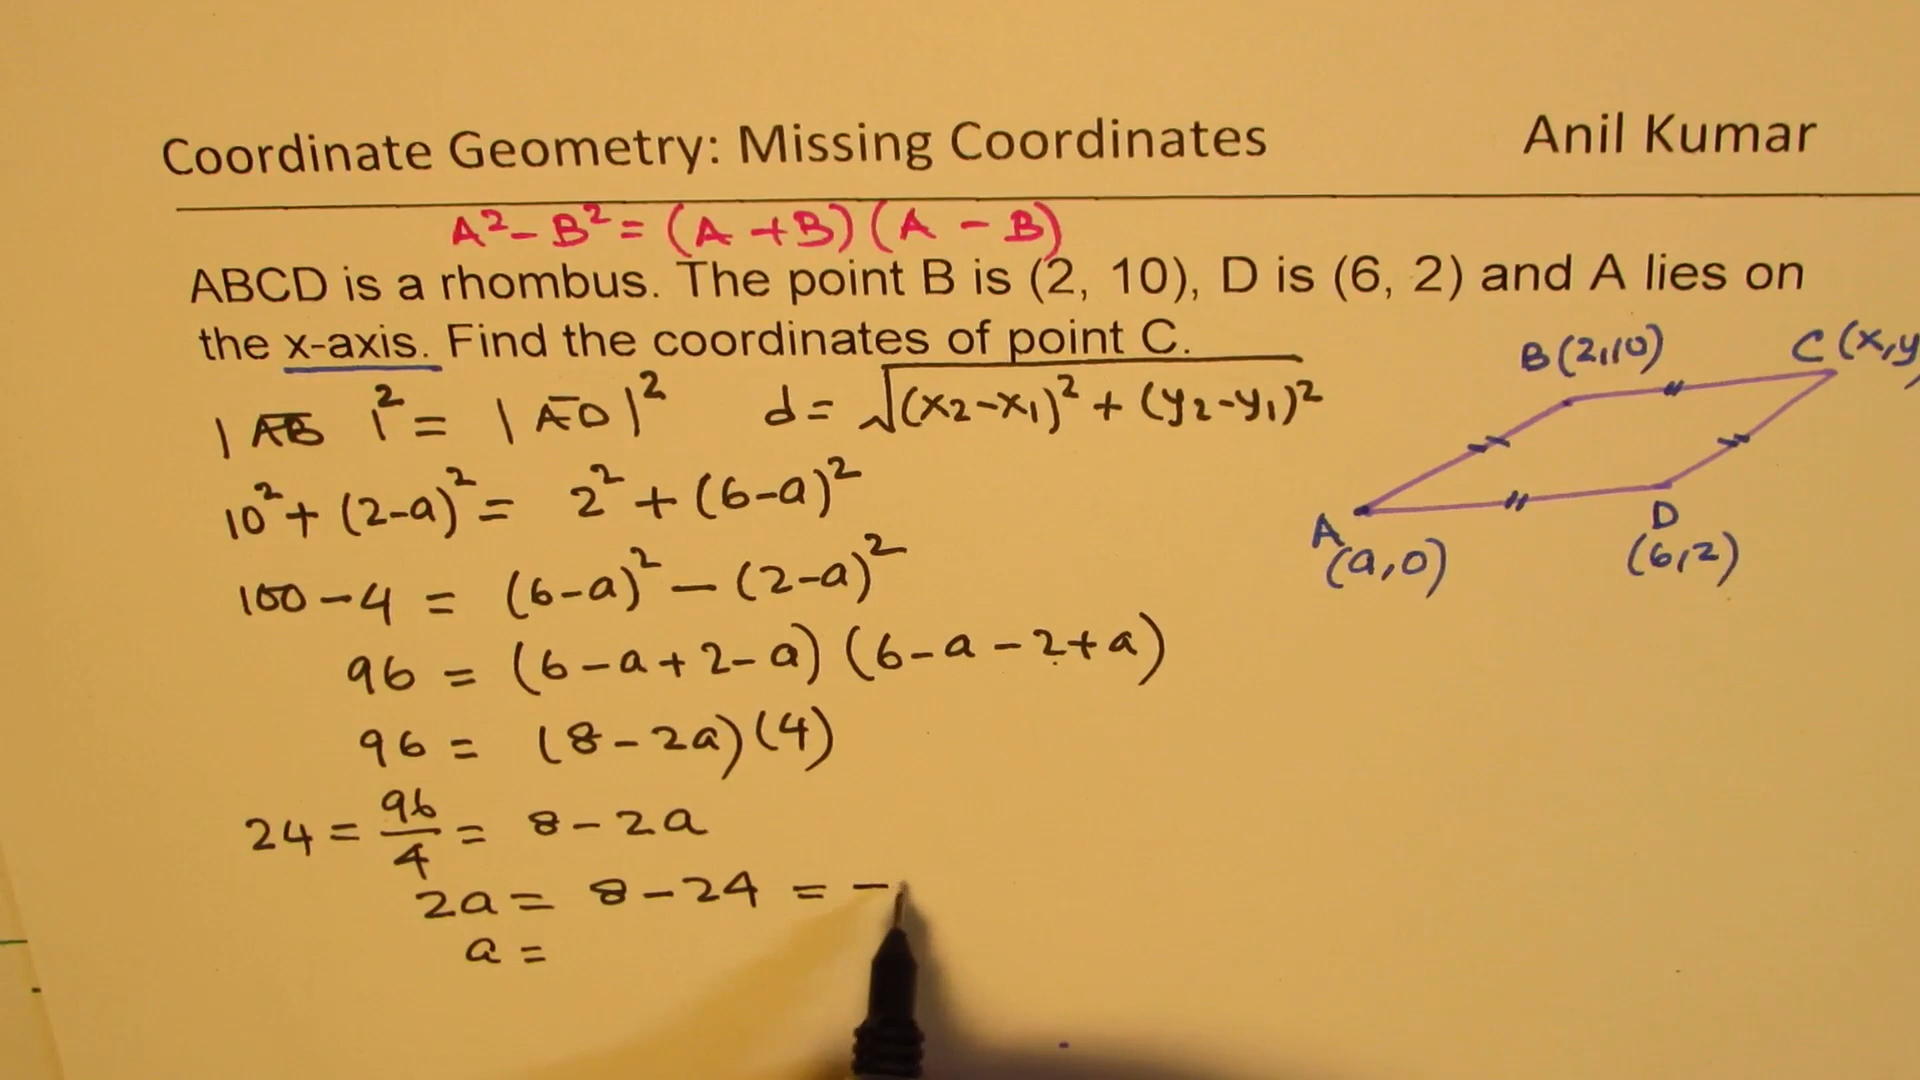 Coordinate Geometry: Missing Coordinates Anil Kumar
A² - B² = (A + B) (A - B)
ABCD is a rhombus. The point B is (2, 10), D is (6, 2) and A lies on
the x-axis. Find the coordinates of point C.
B (2,10)
C (x,y
|AB|² = |AD|² d = √(x₂-x₁)² + (y₂-y₁)²
10² + (2-a)² = 2² + (6-a)²
A
(a,0)
D
(6,2)
100 - 4 = (6-a)² - (2-a)²
96 = (6-a+2-a) (6-a-2+a)
96 = (8-2a)(4)
24 = 96/4 = 8-2a
2a = 8-24 = -
a =